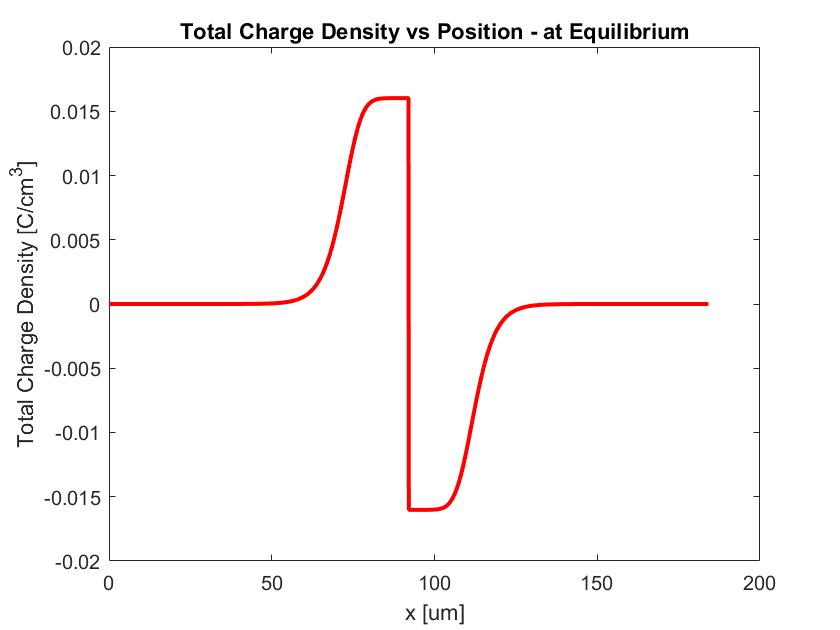 Total Charge Density vs Position - at Equilibrium
Total Charge Density [C/cm³]
0.02
0.015
0.01
0.005
0
-0.005
-0.01
-0.015
-0.02
0 50 100 150 200
x [um]